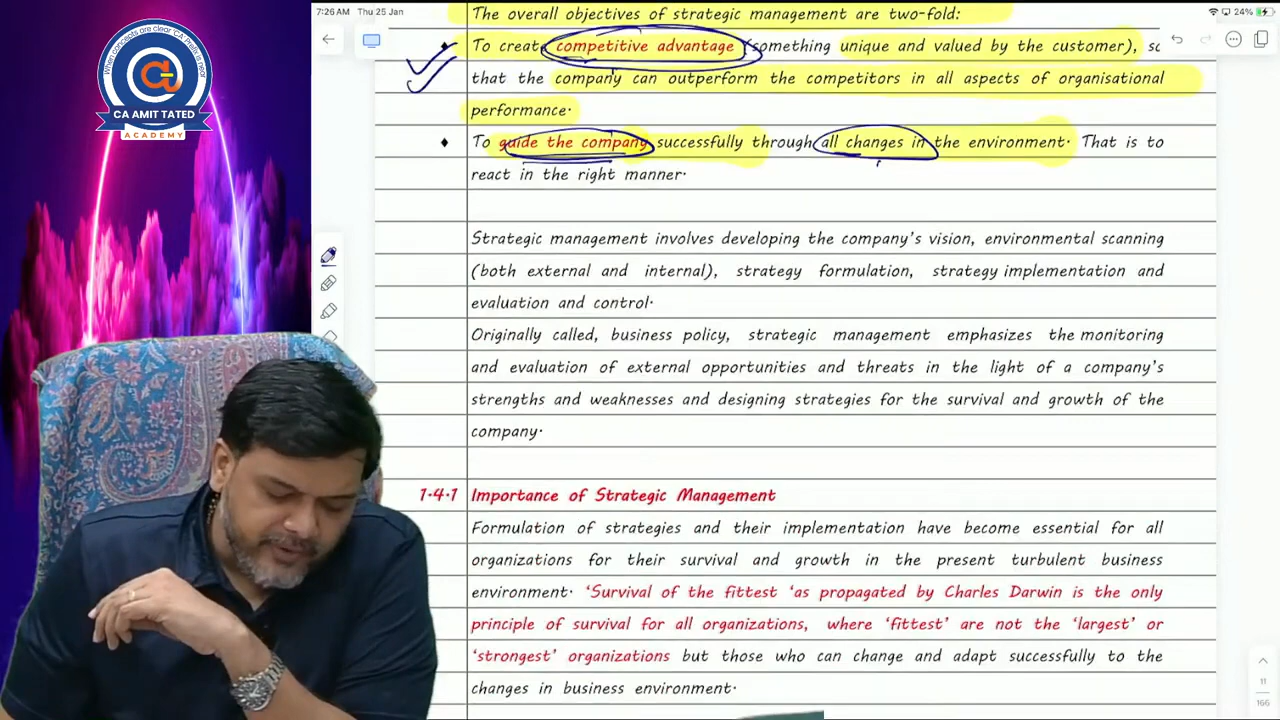 7:26 AM Thu 25 Jan
24%
When concepts are clear 'CA' Prefix is near
CA AMIT TATED
ACADEMY
The overall objectives of strategic management are two-fold:
♦ To create competitive advantage (something unique and valued by the customer), so
that the company can outperform the competitors in all aspects of organisational
performance.
♦ To guide the company successfully through all changes in the environment. That is to
react in the right manner.
Strategic management involves developing the company's vision, environmental scanning
(both external and internal), strategy formulation, strategy implementation and
evaluation and control.
Originally called, business policy, strategic management emphasizes the monitoring
and evaluation of external opportunities and threats in the light of a company's
strengths and weaknesses and designing strategies for the survival and growth of the
company.
1.4.1 Importance of Strategic Management
Formulation of strategies and their implementation have become essential for all
organizations for their survival and growth in the present turbulent business
environment. 'Survival of the fittest 'as propagated by Charles Darwin is the only
principle of survival for all organizations, where 'fittest' are not the 'largest' or
'strongest' organizations but those who can change and adapt successfully to the
changes in business environment.
11
166